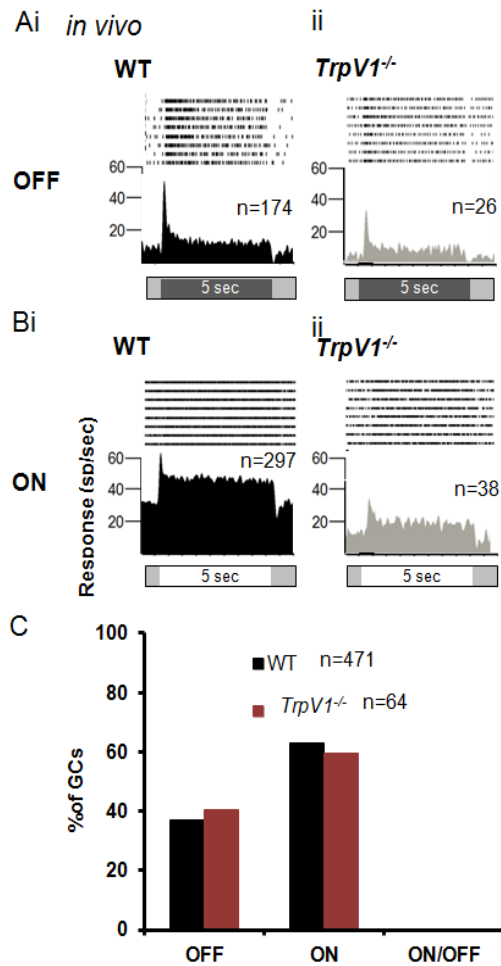 Ai in vivo ii
WT TrpV1-/-
OFF
60
40
20
n=174
60
40
20
n=26
5 sec
5 sec
Bi ii
WT TrpV1-/-
ON
Response (sp/sec)
60
40
20
n=297
60
40
20
n=38
5 sec
5 sec
C
%of GCs
100
80
60
40
20
0
WT n=471
TrpV1-/- n=64
OFF ON ON/OFF